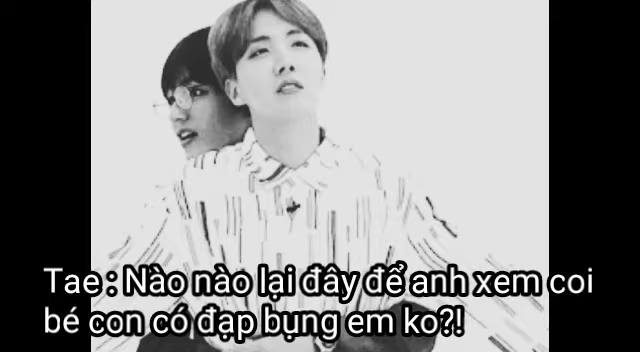 Tae : Nào nào lại đây để anh xem coi
bé con có đạp bụng em ko?!